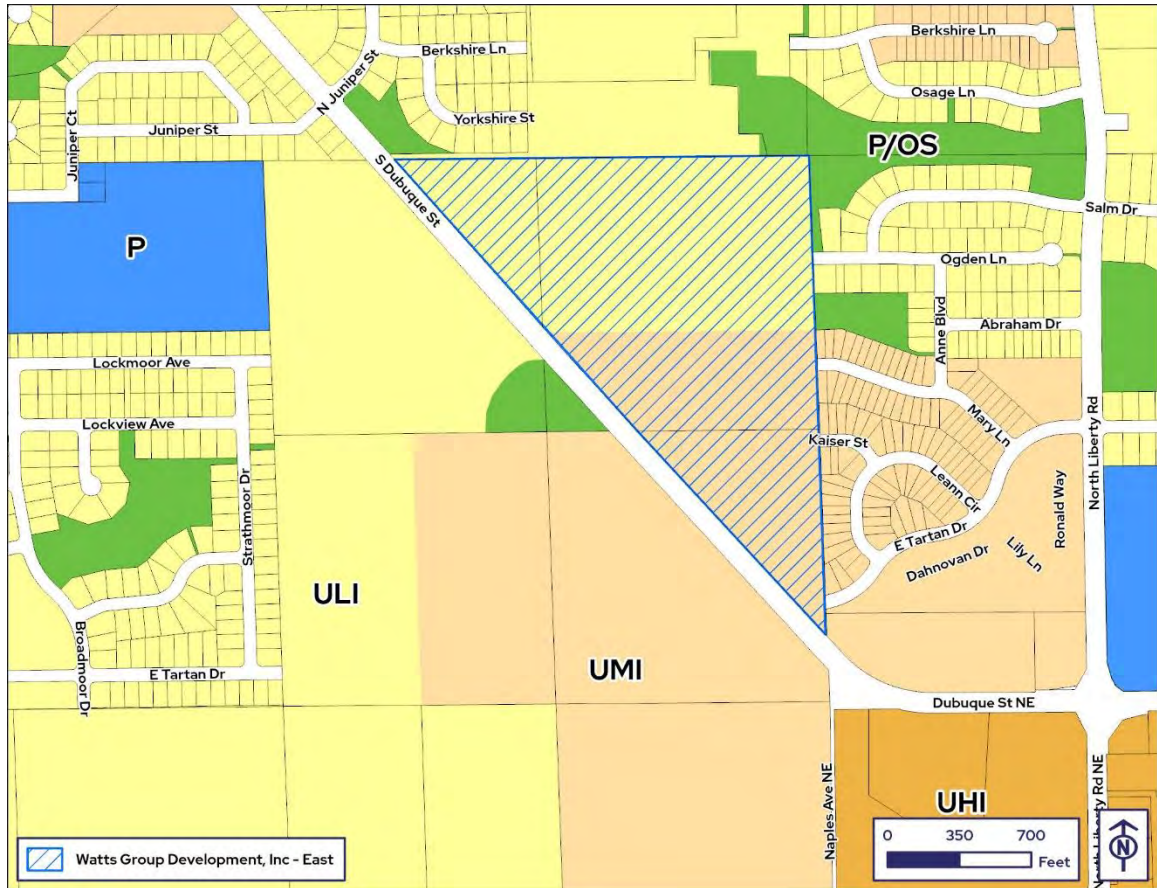 Berkshire Ln
Berkshire Ln
N Juniper St
Osage Ln
Juniper Ct
Juniper St
Yorkshire St
P/OS
S Dubuque St
Salm Dr
P
Ogden Ln
Anne Blvd
Abraham Dr
Lockmoor Ave
North Liberty Rd
Mary Ln
Lockview Ave
Kaiser St
Leann Cir
Strathmoor Dr
Ronald Way
E Tartan Dr
Lily Ln
Dahnovan Dr
ULI
Broadmoor Dr
UMI
E Tartan Dr
Dubuque St NE
Naples Ave NE
UHI
North Liberty Rd NE
Watts Group Development, Inc - East
0 350 700
Feet
N